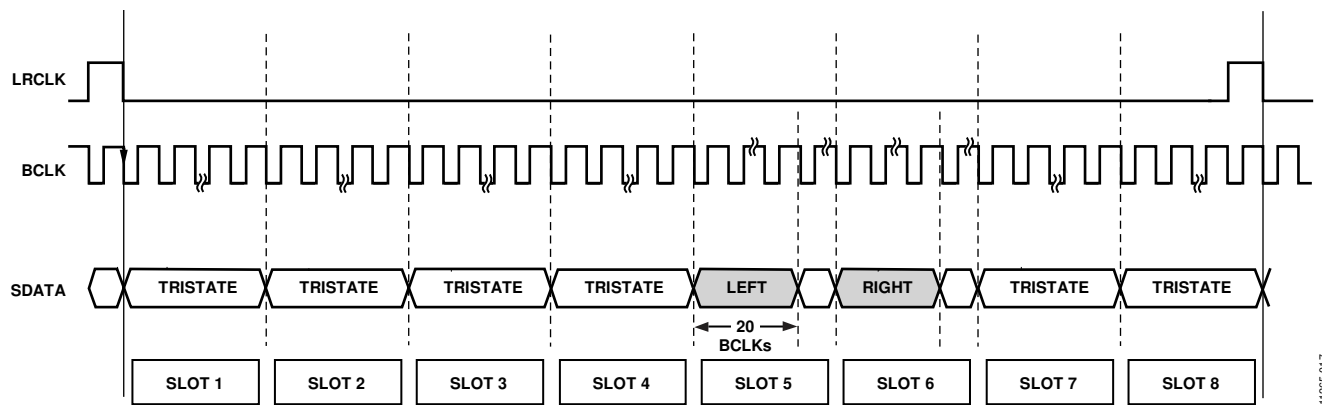 LRCLK
BCLK
SDATA
TRISTATE TRISTATE TRISTATE TRISTATE LEFT RIGHT TRISTATE TRISTATE
20
BCLKs
SLOT 1 SLOT 2 SLOT 3 SLOT 4 SLOT 5 SLOT 6 SLOT 7 SLOT 8